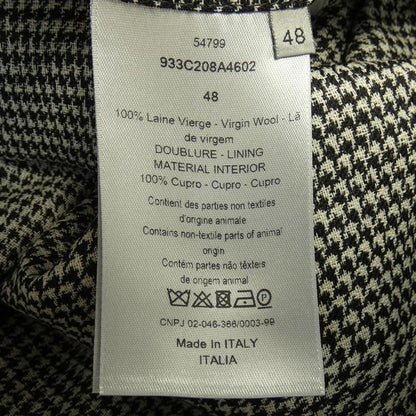 54799
48
933C208A4602
48
100% Laine Vierge - Virgin Wool - Lã
de virgem
DOUBLURE - LINING
MATERIAL INTERIOR
100% Cupro - Cupro - Cupro
Contient des parties non textiles
d'origine animale
Contains non-textile parts of animal
origin
Contém partes não têxteis
de origem animal
CNPJ 02-046-366/0003-99
Made In ITALY
ITALIA